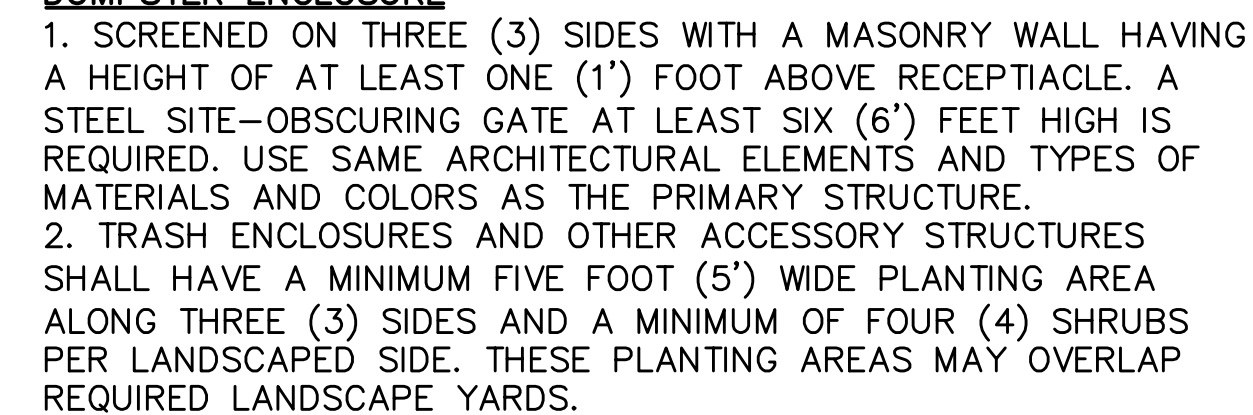 DUMPSTER ENCLOSURE
1. SCREENED ON THREE (3) SIDES WITH A MASONRY WALL HAVING
A HEIGHT OF AT LEAST ONE (1') FOOT ABOVE RECEPTIACLE. A
STEEL SITE-OBSCURING GATE AT LEAST SIX (6') FEET HIGH IS
REQUIRED. USE SAME ARCHITECTURAL ELEMENTS AND TYPES OF
MATERIALS AND COLORS AS THE PRIMARY STRUCTURE.
2. TRASH ENCLOSURES AND OTHER ACCESSORY STRUCTURES
SHALL HAVE A MINIMUM FIVE FOOT (5') WIDE PLANTING AREA
ALONG THREE (3) SIDES AND A MINIMUM OF FOUR (4) SHRUBS
PER LANDSCAPED SIDE. THESE PLANTING AREAS MAY OVERLAP
REQUIRED LANDSCAPE YARDS.